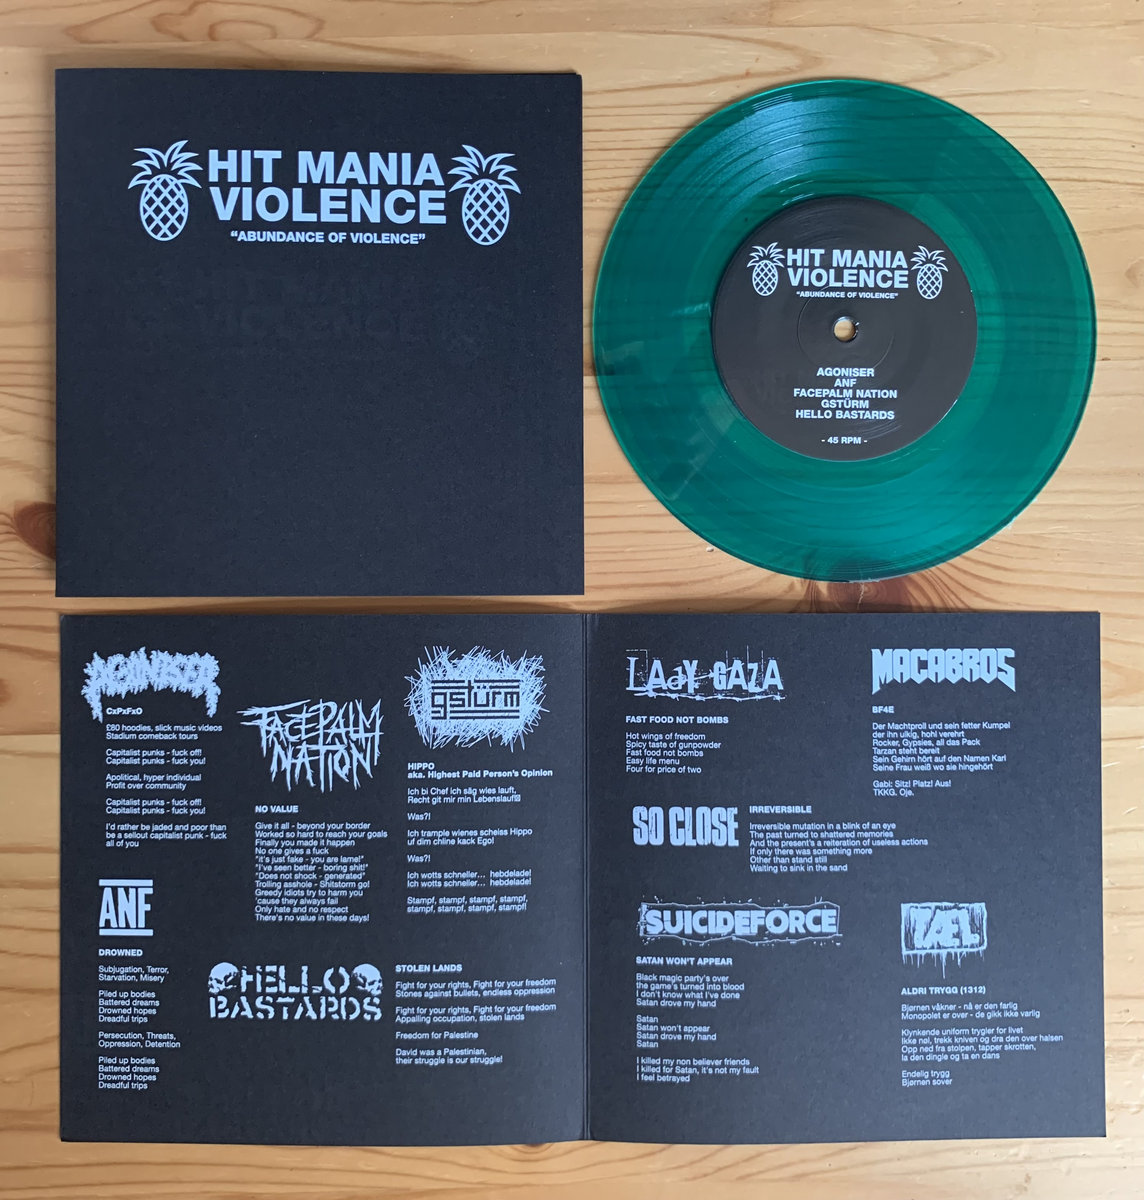 HIT MANIA
VIOLENCE
“ABUNDANCE OF VIOLENCE”
HIT MANIA
VIOLENCE
“ABUNDANCE OF VIOLENCE”
AGONISER
ANF
FACEPALM NATION
GSTÜRM
HELLO BASTARDS
- 45 RPM -
AGONISER
CxPxFxO
£80 hoodies, slick music videos
Stadium comeback tours
Capitalist punks - fuck off!
Capitalist punks - fuck you!
Apolitical, hyper individual
Profit over community
Capitalist punks - fuck off!
Capitalist punks - fuck you!
I'd rather be jaded and poor than
be a sellout capitalist punk - fuck
all of you
ANF
DROWNED
Subjugation, Terror,
Starvation, Misery
Piled up bodies
Battered dreams
Drowned hopes
Dreadful trips
Persecution, Threats,
Oppression, Detention
Piled up bodies
Battered dreams
Drowned hopes
Dreadful trips
FACEPALM
NATION
NO VALUE
Give it all - beyond your border
Worked so hard to reach your goals
Finally you made it happen
No one gives a fuck
"it's just fake - you are lame!"
"I've seen better - boring shit!"
"Does not shock - generated"
Trolling asshole - Shitstorm go!
Greedy idiots try to harm you
'cause they always fail
Only hate and no respect
There's no value in these days!
HELLO
BASTARDS
gstürm
HIPPO
aka. Highest Paid Person's Opinion
Ich bi Chef ich säg wies lauft,
Recht git mir min Lebenslauf
Was?!
Ich trample wienes scheiss Hippo
uf dim chline kack Ego!
Was?!
Ich wotts schneller… hebdelade!
Ich wotts schneller… hebdelade!
Stampf, stampf, stampf, stampf,
stampf, stampf, stampf, stampf!
STOLEN LANDS
Fight for your rights, Fight for your freedom
Stones against bullets, endless oppression
Fight for your rights, Fight for your freedom
Appalling occupation, stolen lands
Freedom for Palestine
David was a Palestinian,
their struggle is our struggle!
LAdY GAZA
FAST FOOD NOT BOMBS
Hot wings of freedom
Spicy taste of gunpowder
Fast food not bombs
Easy life menu
Four for price of two
MACABROS
BF4E
Der Machtproll und sein fetter Kumpel
der ihn ulkig, hohl verehrt
Rocker, Gypsies, all das Pack
Tarzan steht bereit
Sein Gehirn hört auf den Namen Karl
Seine Frau weiß wo sie hingehört
Gabi: Sitz! Platz! Aus!
TKKG. Oje.
SO CLOSE
IRREVERSIBLE
Irreversible mutation in a blink of an eye
The past turned to shattered memories
And the present's a reiteration of useless actions
If only there was something more
Other than stand still
Waiting to sink in the sand
SUICIDEFORCE
SATAN WON'T APPEAR
Black magic party's over
the game's turned into blood
I don't know what I've done
Satan drove my hand
Satan
Satan won't appear
Satan drove my hand
Satan
I killed my non believer friends
I killed for Satan, it's not my fault
I feel betrayed
ALDRI TRYGG (1312)
Bjørnen våkner - nå er den farlig
Monopolet er over - de gikk ikke varlig
Klynkende uniform trygler for livet
Ikke nøl, trekk kniven og dra den over halsen
Opp ned fra stolpen, tapper skrotten,
la den dingle og ta en dans
Endelig trygg
Bjørnen sover